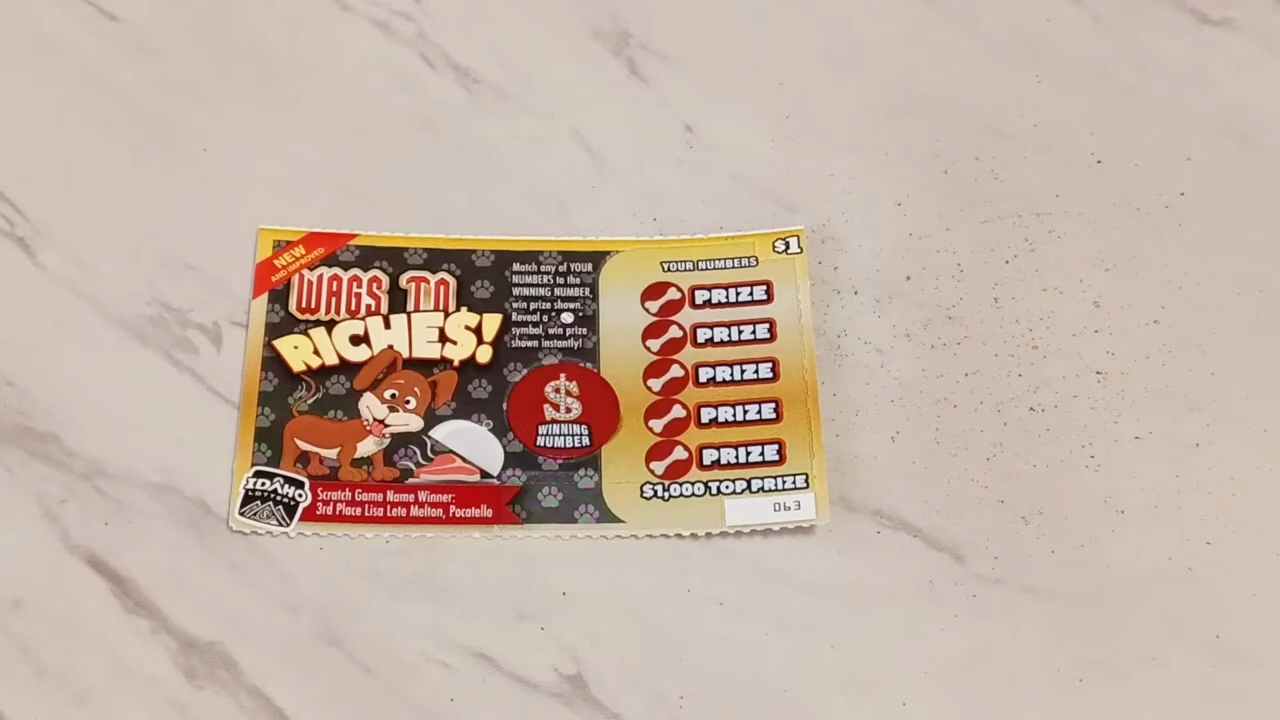 NEW
AND IMPROVED
WAGS TO
RICHE$!
Match any of YOUR
NUMBERS to the
WINNING NUMBER,
win prize shown.
Reveal a " "
symbol, win prize
shown instantly!
$
WINNING
NUMBER
$1
YOUR NUMBERS
PRIZE
PRIZE
PRIZE
PRIZE
PRIZE
$1,000 TOP PRIZE
063
IDAHO
LOTTERY
Scratch Game Name Winner:
3rd Place Lisa Lete Melton, Pocatello